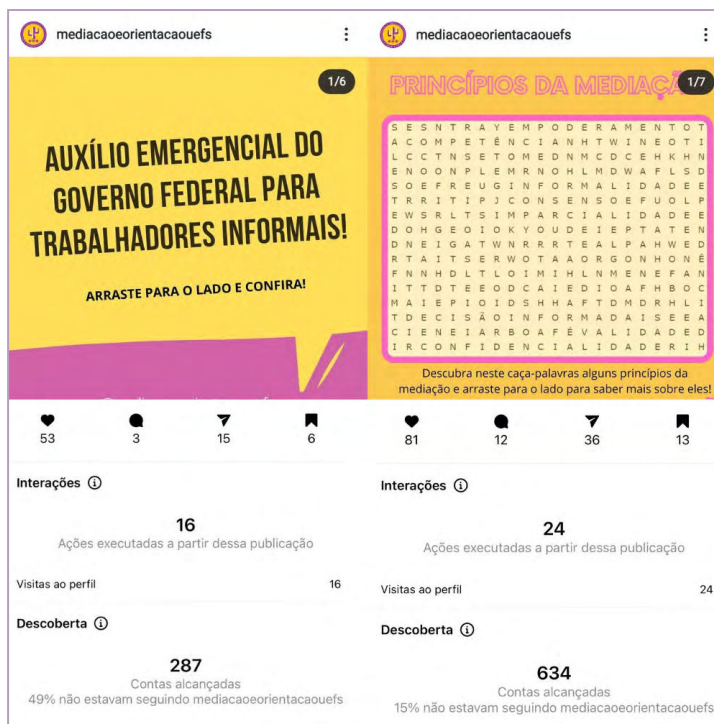 mediacaoeorientacaouefs
1/6
AUXÍLIO EMERGENCIAL DO
GOVERNO FEDERAL PARA
TRABALHADORES INFORMAIS!
ARRASTE PARA O LADO E CONFIRA!
53 3 15 6
Interações
16
Ações executadas a partir dessa publicação
Visitas ao perfil 16
Descoberta
287
Contas alcançadas
49% não estavam seguindo mediacaoeorientacaouefs
mediacaoeorientacaouefs
1/7
PRINCÍPIOS DA
S E S N T R A Y E M P O D E R A M E N T O T
A C O M P E T Ê N C I A N H T W I N E O T I
L C C T N S E T O M E D N M C D C E H K H N
E N O O N P L E M R N O H L M D W A F L S D
S O E F R E U G I N F O R M A L I D A D E E
T R R I T I P J C O N S E N S O E F U O L P
E W S R L T S I M P A R C I A L I D A D E E
D O H G E O I O K Y O U D E I E P T A T E N
D N E I G A T W N R R R T E A L P A H W E D
R T A I T S E R W O T A A O R G O N H O N Ê
F N N H D L T L O I M I H L N M E N E F A N
I T T D T E E O D C A I E D I O A F H B O C
M A I E P I O I D S H H A F T D M D R H L I
T D E C I S Ã O I N F O R M A D A I S E E A
C I E N E I A R B O A F É V A L I D A D E D
I R C O N F I D E N C I A L I D A D E R I H
Descubra neste caça-palavras alguns princípios da
mediação e arraste para o lado para saber mais sobre eles!
81 12 36 13
Interações
24
Ações executadas a partir dessa publicação
Visitas ao perfil 24
Descoberta
634
Contas alcançadas
15% não estavam seguindo mediacaoeorientacaouefs